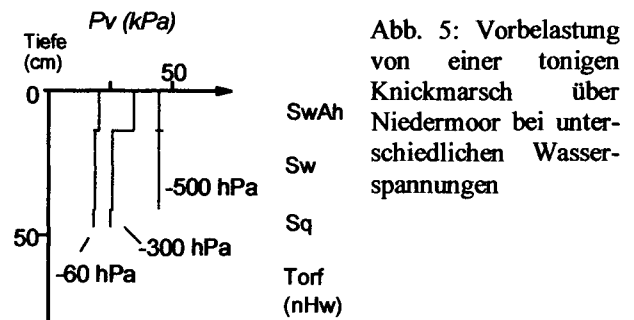 Pv (kPa)
Tiefe
(cm)
50
0
SwAh
Sw
-500 hPa
Sq
50
-300 hPa
-60 hPa
Torf
(nHw)
Abb. 5: Vorbelastung
von einer tonigen
Knickmarsch über
Niedermoor bei unter-
schiedlichen Wasser-
spannungen